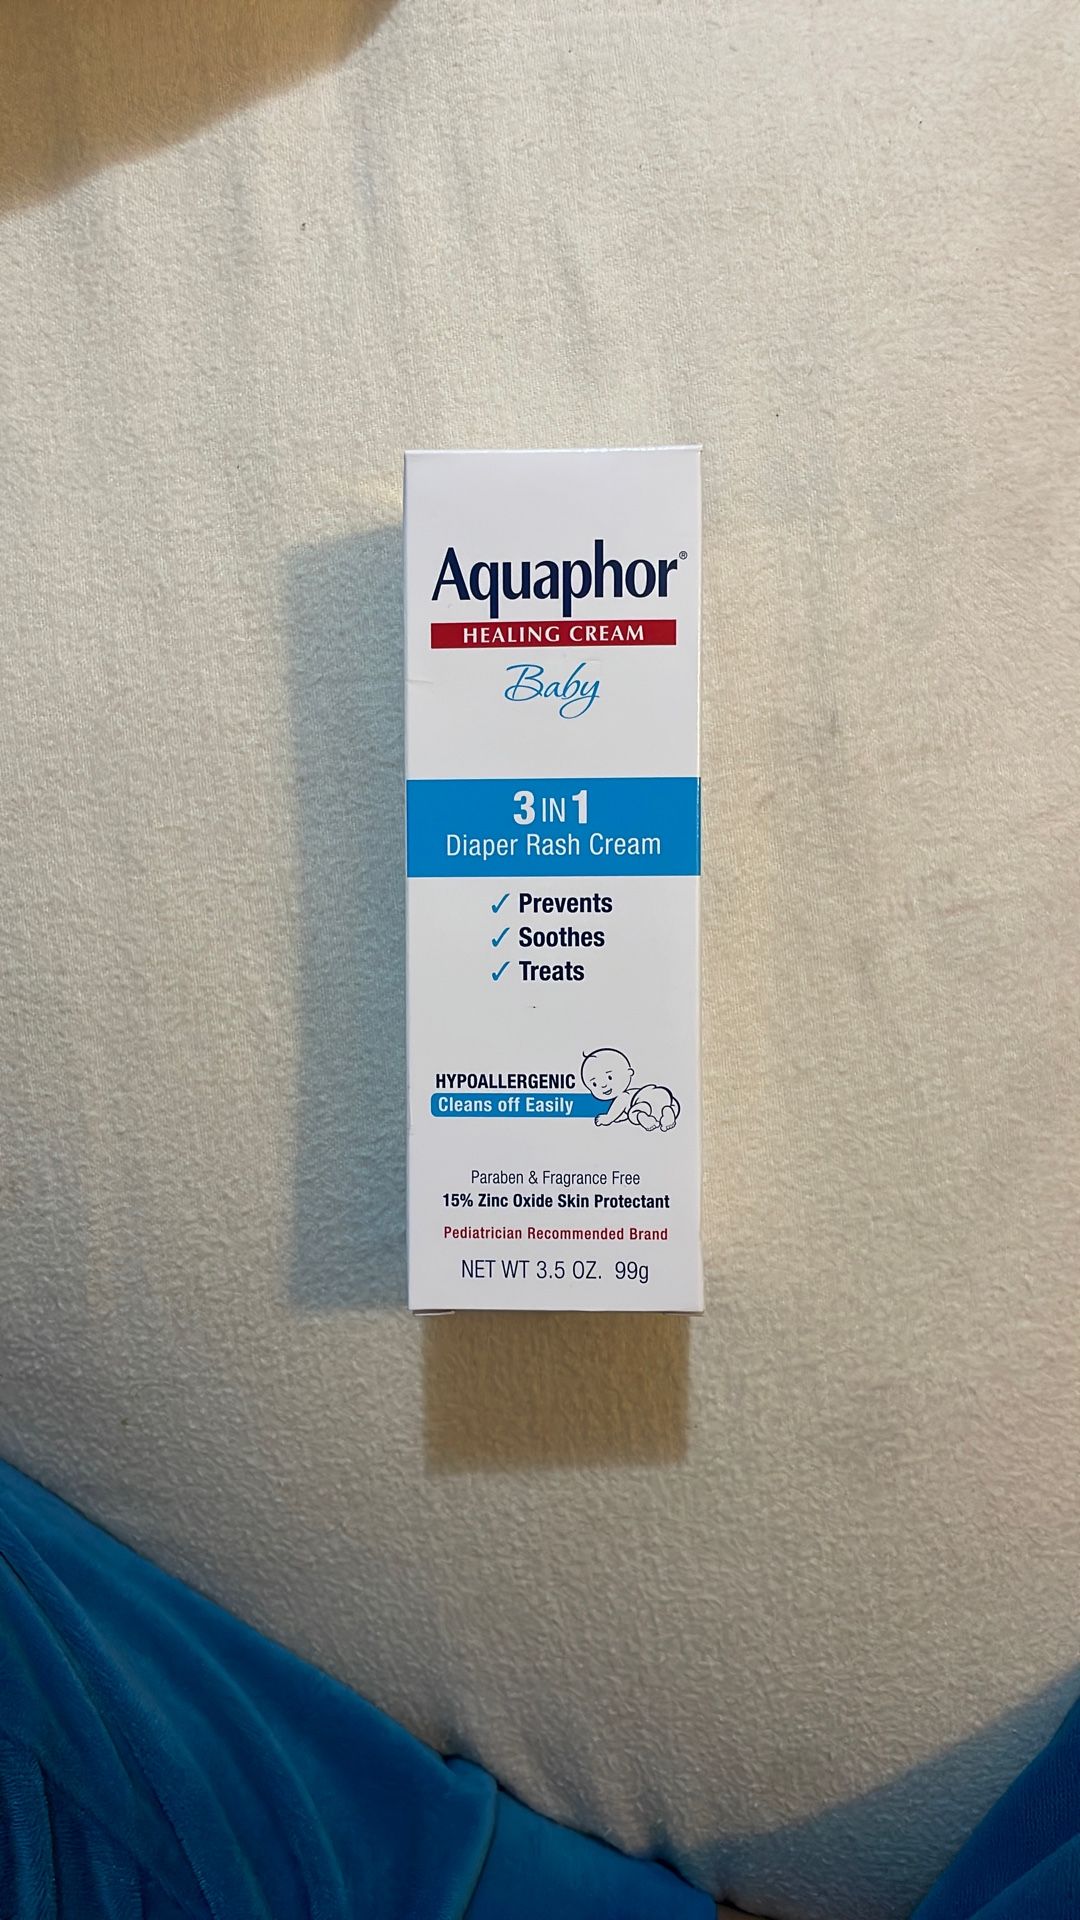 Aquaphor®
HEALING CREAM
Baby
3 IN 1
Diaper Rash Cream
✓ Prevents
✓ Soothes
✓ Treats
HYPOALLERGENIC
Cleans off Easily
Paraben & Fragrance Free
15% Zinc Oxide Skin Protectant
Pediatrician Recommended Brand
NET WT 3.5 OZ. 99g